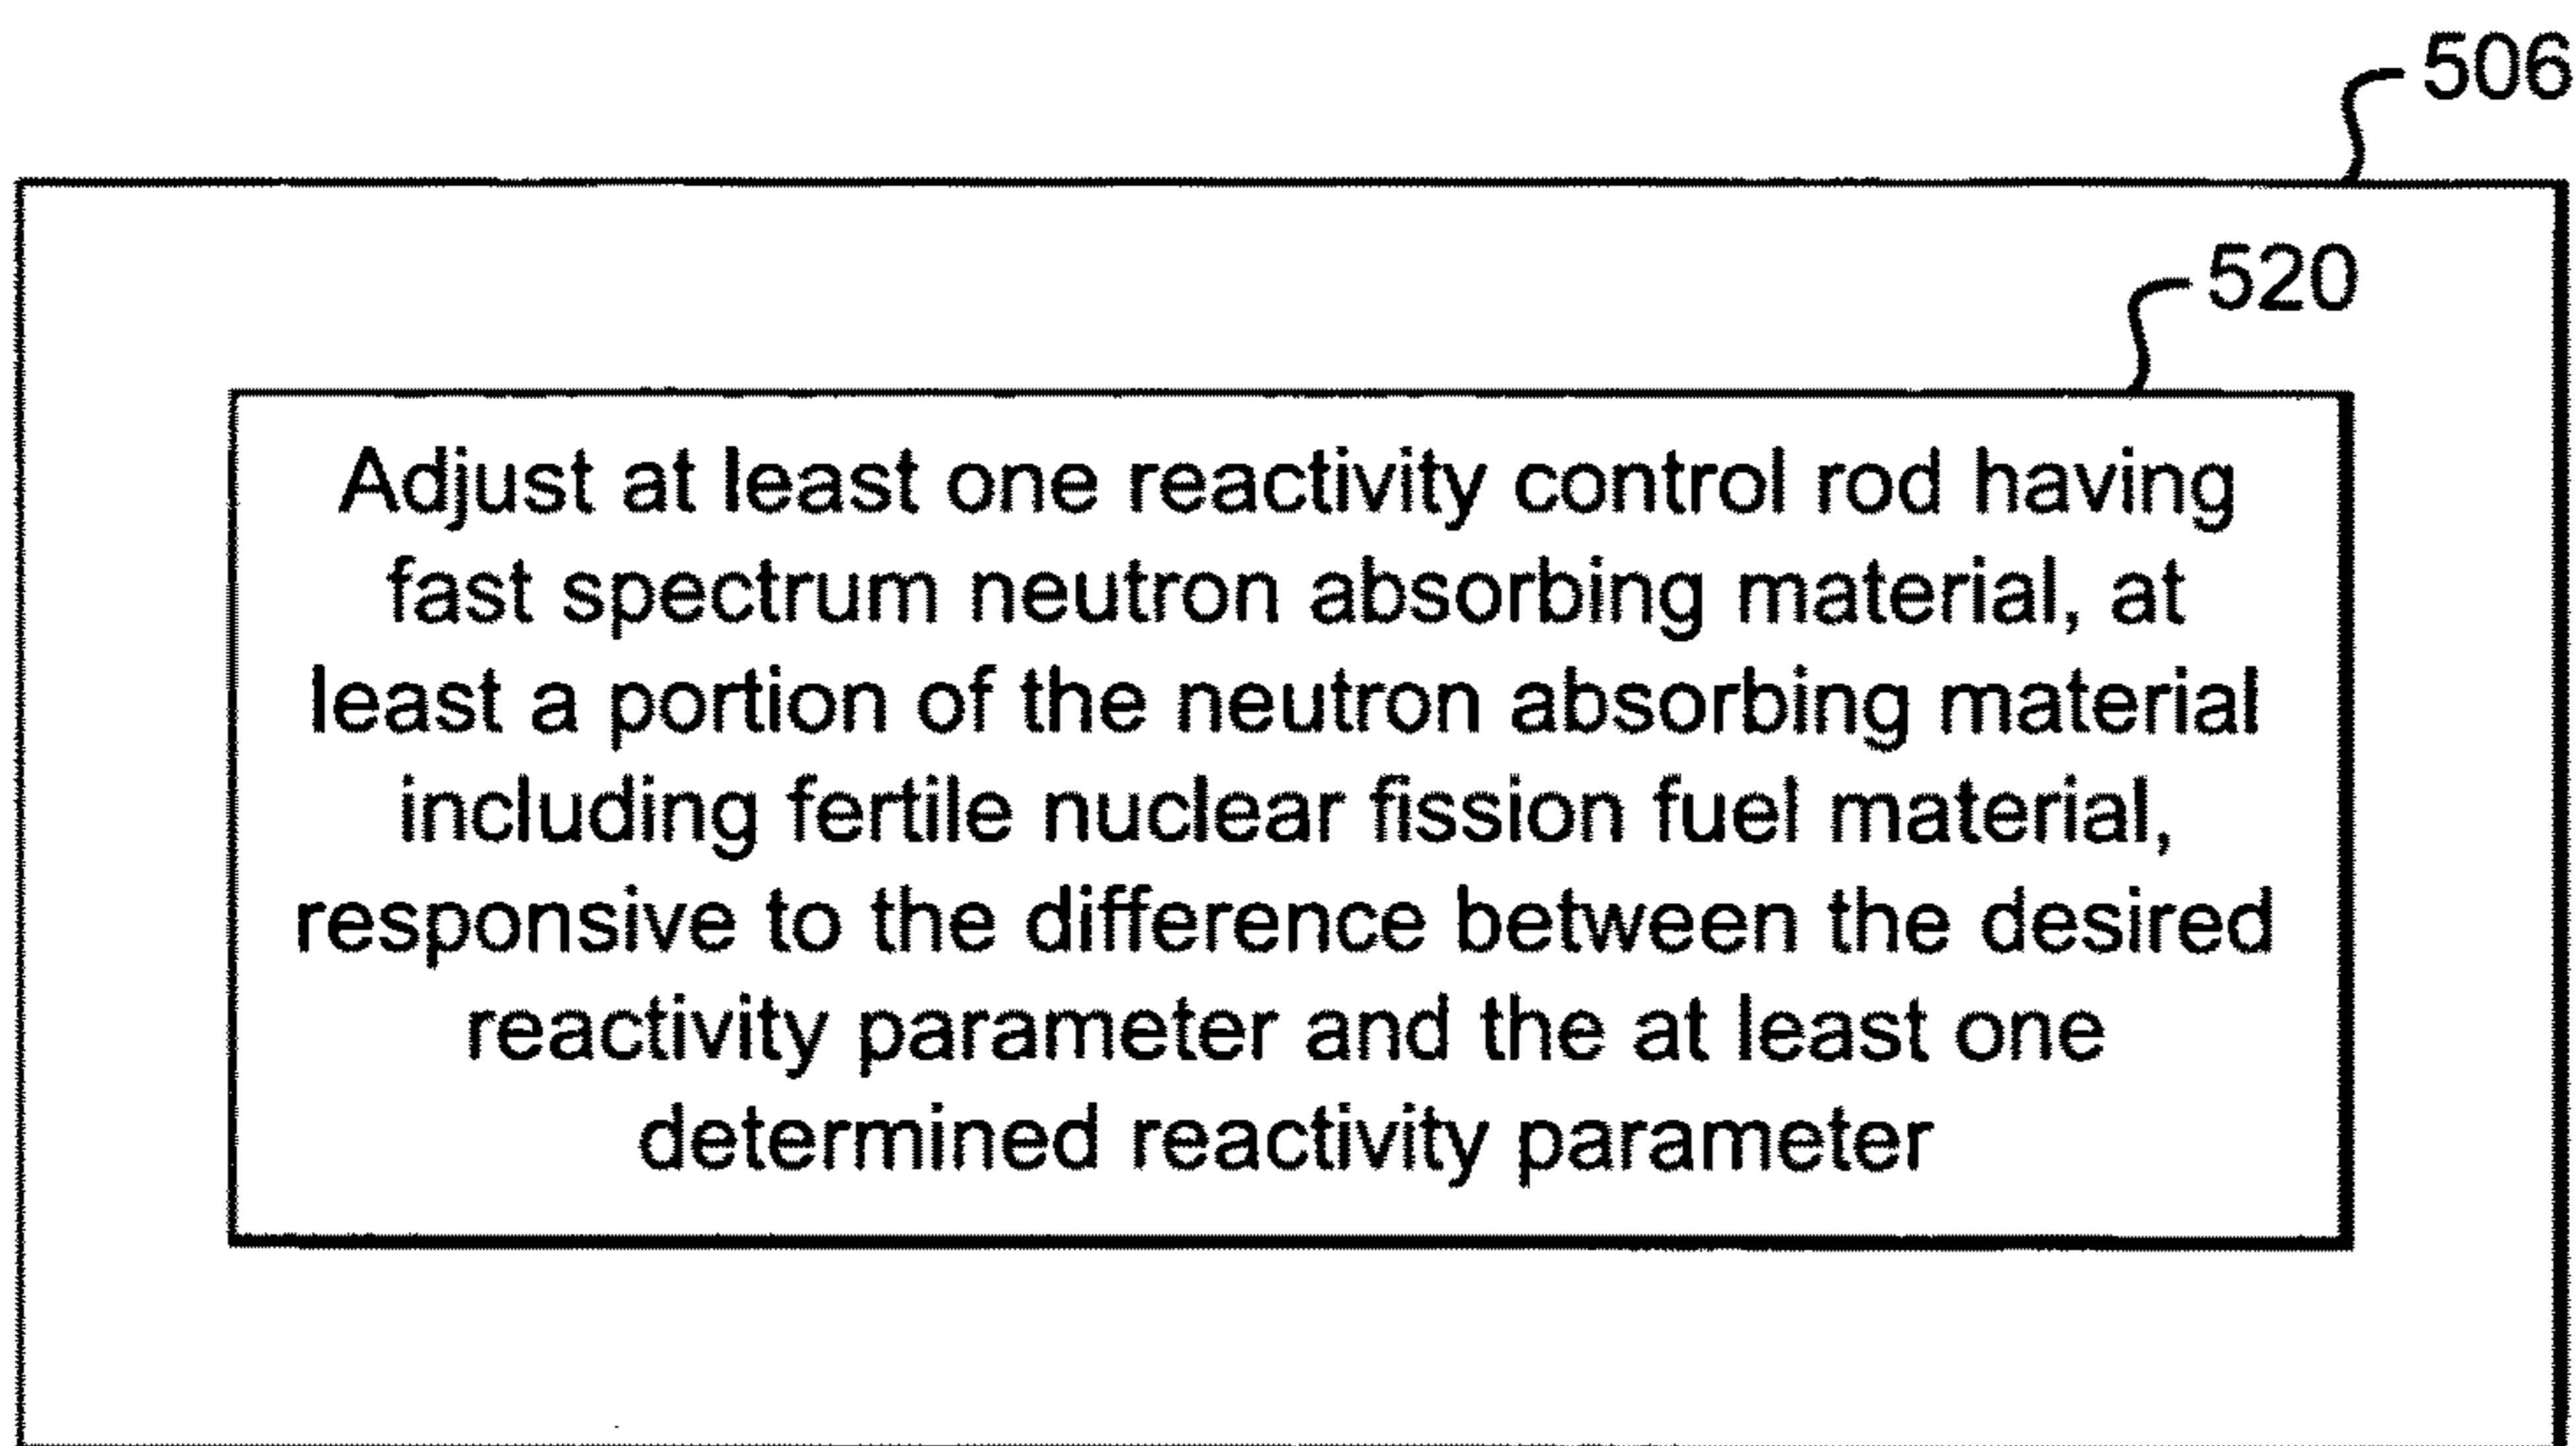 506
520
Adjust at least one reactivity control rod having
fast spectrum neutron absorbing material, at
least a portion of the neutron absorbing material
including fertile nuclear fission fuel material,
responsive to the difference between the desired
reactivity parameter and the at least one
determined reactivity parameter